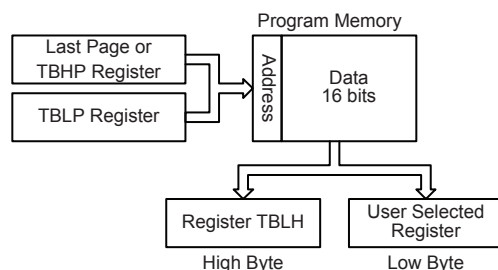 Program Memory
Last Page or
TBHP Register
TBLP Register
Address
Data
16 bits
Register TBLH
User Selected
Register
High Byte
Low Byte